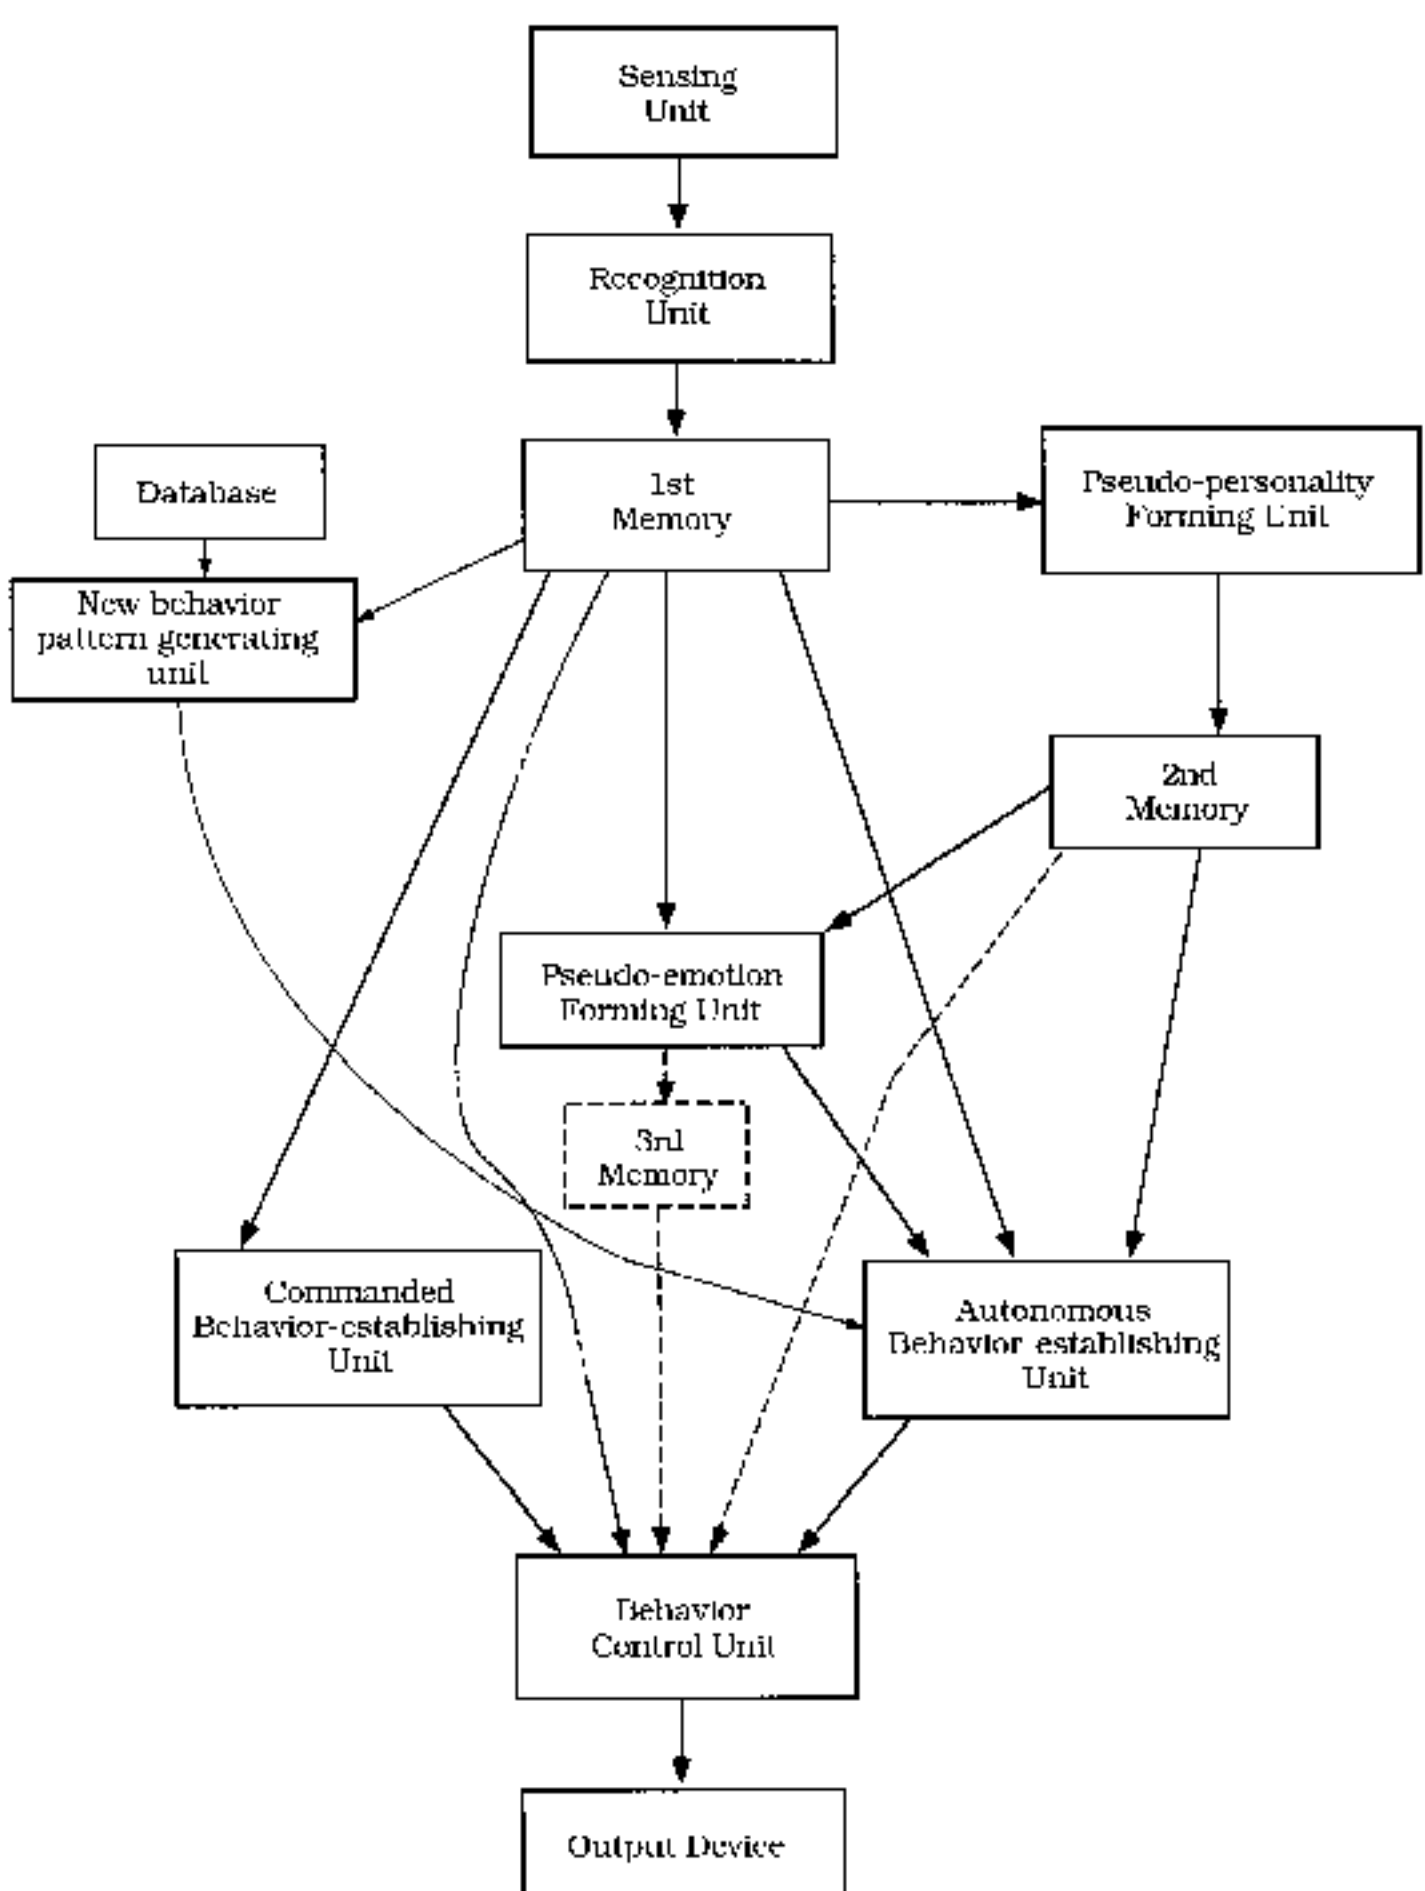 Sensing
Unit
Recognition
Unit
Database
1st
Memory
Pseudo-personality
Forming Unit
New behavior
pattern generating
unit
2nd
Memory
Pseudo-emotion
Forming Unit
3rd
Memory
Commanded
Behavior-establishing
Unit
Autonomous
Behavior-establishing
Unit
Behavior
Control Unit
Output Device